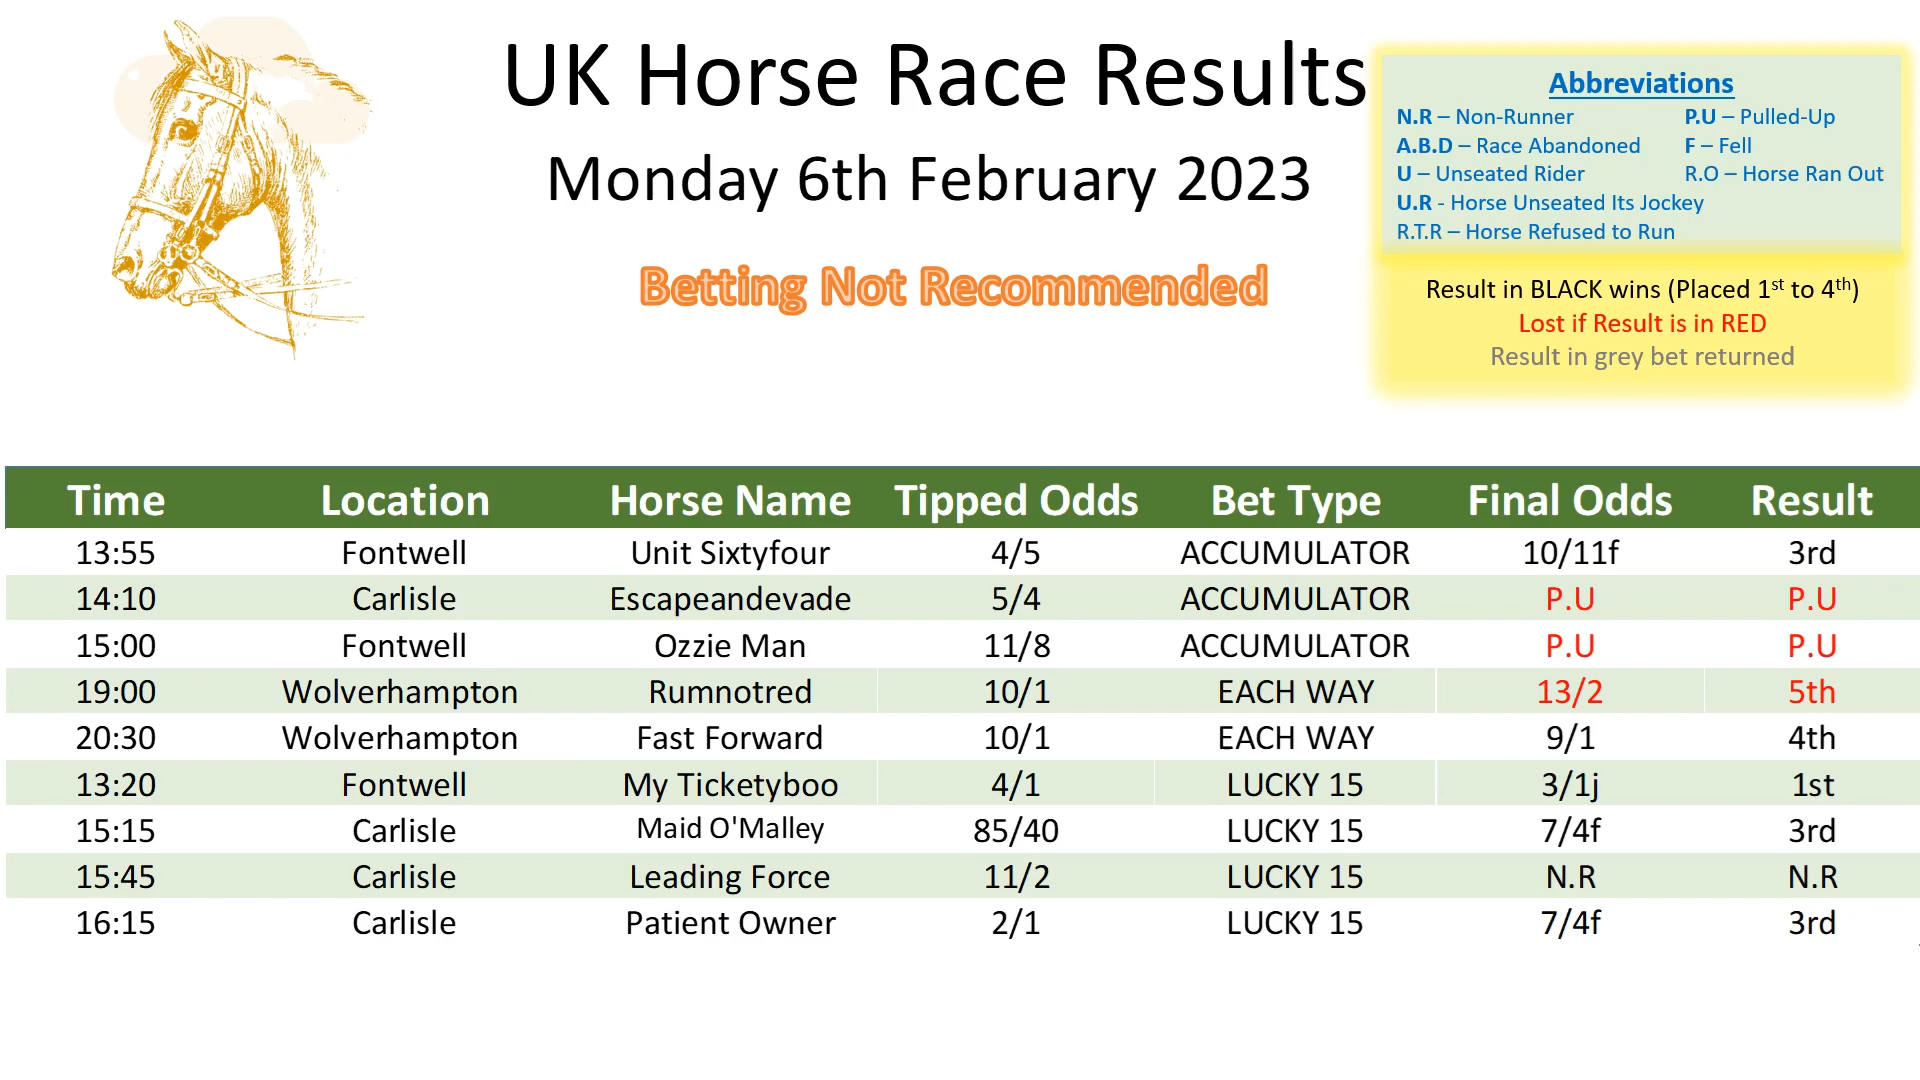 UK Horse Race Results
Monday 6th February 2023
Betting Not Recommended
Abbreviations
N.R – Non-Runner P.U – Pulled-Up
A.B.D – Race Abandoned F – Fell
U – Unseated Rider R.O – Horse Ran Out
U.R - Horse Unseated Its Jockey
R.T.R – Horse Refused to Run
Result in BLACK wins (Placed 1st to 4th)
Lost if Result is in RED
Result in grey bet returned
Time Location Horse Name Tipped Odds Bet Type Final Odds Result
13:55 Fontwell Unit Sixtyfour 4/5 ACCUMULATOR 10/11f 3rd
14:10 Carlisle Escapeandevade 5/4 ACCUMULATOR P.U P.U
15:00 Fontwell Ozzie Man 11/8 ACCUMULATOR P.U P.U
19:00 Wolverhampton Rumnotred 10/1 EACH WAY 13/2 5th
20:30 Wolverhampton Fast Forward 10/1 EACH WAY 9/1 4th
13:20 Fontwell My Ticketyboo 4/1 LUCKY 15 3/1j 1st
15:15 Carlisle Maid O'Malley 85/40 LUCKY 15 7/4f 3rd
15:45 Carlisle Leading Force 11/2 LUCKY 15 N.R N.R
16:15 Carlisle Patient Owner 2/1 LUCKY 15 7/4f 3rd